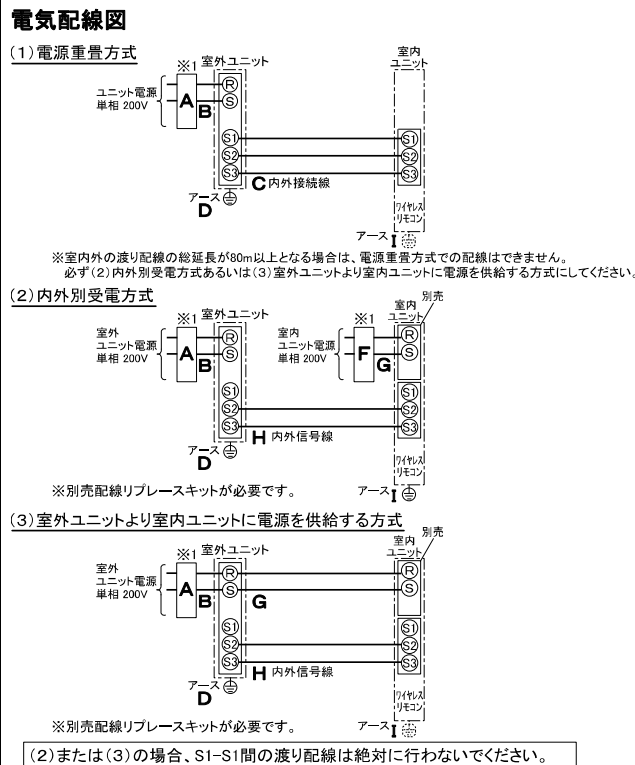 電気配線図
(1)電源重畳方式
※1 室外ユニット
室内
ユニット
ユニット電源
単相 200V
A
B
R
S
S1
S2
S3
S1
S2
S3
C 内外接続線
アース
D
ワイヤレス
リモコン
アース I
※室内外の渡り配線の総延長が80m以上となる場合は、電源重畳方式での配線はできません。
必ず(2)内外別受電方式あるいは(3)室外ユニットより室内ユニットに電源を供給する方式にしてください。
(2)内外別受電方式
※1 室外ユニット
※1
室内
ユニット
別売
室外
ユニット電源
単相 200V
A
B
R
S
室内
ユニット電源
単相 200V
F
G
R
S
S1
S2
S3
S1
S2
S3
H 内外信号線
アース
D
ワイヤレス
リモコン
※別売配線リプレースキットが必要です。
アース I
(3)室外ユニットより室内ユニットに電源を供給する方式
※1 室外ユニット
室内
ユニット
別売
室外
ユニット電源
単相 200V
A
B
R
S
G
R
S
S1
S2
S3
S1
S2
S3
H 内外信号線
アース
D
ワイヤレス
リモコン
※別売配線リプレースキットが必要です。
アース I
(2)または(3)の場合、S1-S1間の渡り配線は絶対に行わないでください。